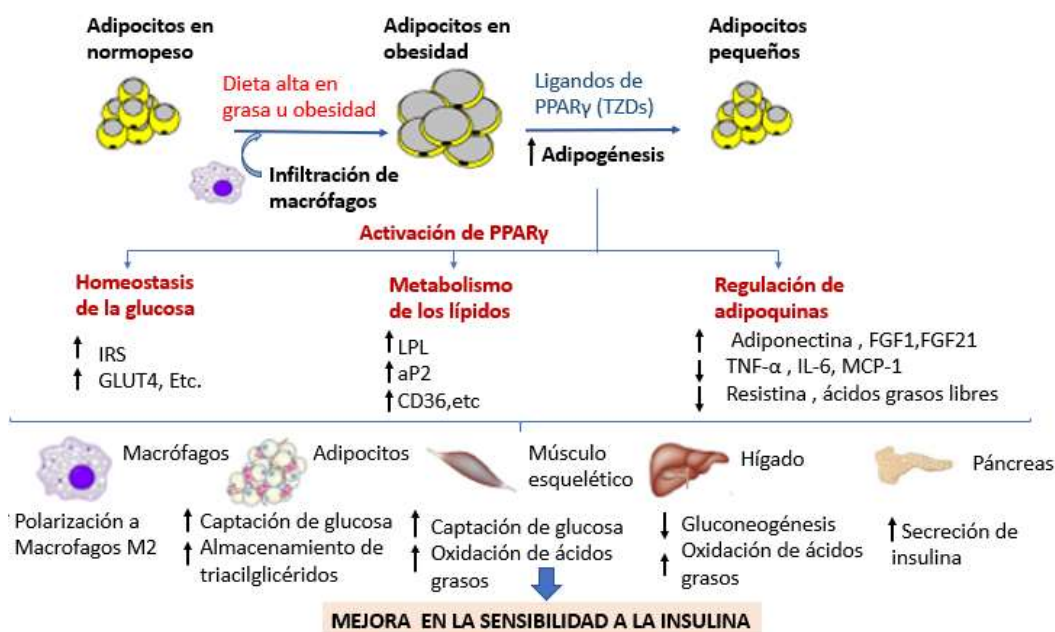 Adipocitos en
normopeso
Adipocitos en
obesidad
Adipocitos
pequeños
Dieta alta en
grasa u obesidad
Ligandos de
PPARγ (TZDs)
Adipogénesis
Infiltración de
macrófagos
Activación de PPARγ
Homeostasis
de la glucosa
IRS
GLUT4, Etc.
Metabolismo
de los lípidos
LPL
aP2
CD36,etc
Regulación de
adipoquinas
Adiponectina , FGF1,FGF21
TNF-α , IL-6, MCP-1
Resistina , ácidos grasos libres
Macrófagos
Polarización a
Macrofagos M2
Adipocitos
Captación de glucosa
Almacenamiento de
triacilglicéridos
Músculo
esquelético
Captación de glucosa
Oxidación de ácidos
grasos
Hígado
Gluconeogénesis
Oxidación de ácidos
grasos
Páncreas
Secreción de
insulina
MEJORA EN LA SENSIBILIDAD A LA INSULINA